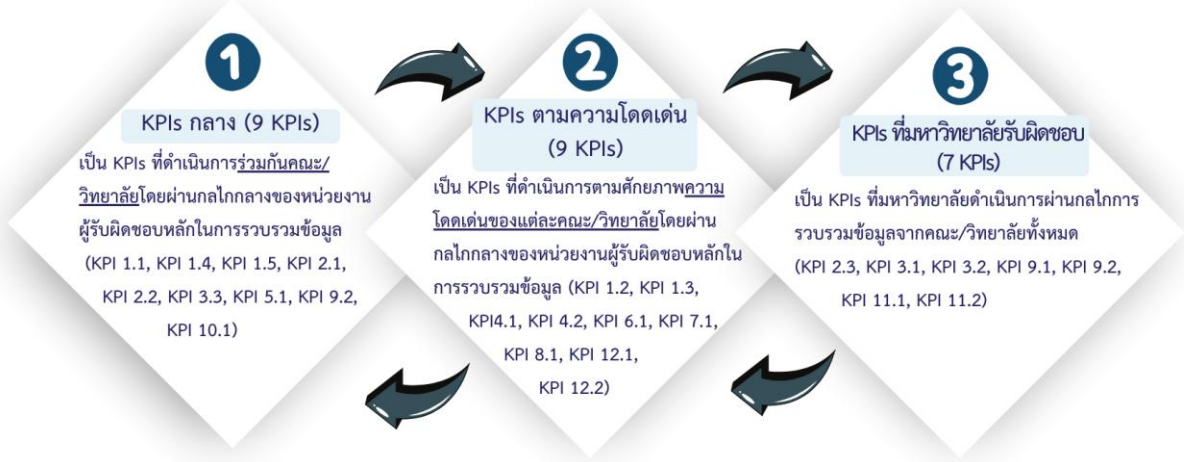 1
KPIs กลาง (9 KPIs)
เป็น KPIs ที่ดำเนินการร่วมกันคณะ/
วิทยาลัยโดยผ่านกลไกกลางของหน่วยงาน
ผู้รับผิดชอบหลักในการรวบรวมข้อมูล
(KPI 1.1, KPI 1.4, KPI 1.5, KPI 2.1,
KPI 2.2, KPI 3.3, KPI 5.1, KPI 9.2,
KPI 10.1)
2
KPIs ตามความโดดเด่น
(9 KPIs)
เป็น KPIs ที่ดำเนินการตามศักยภาพความ
โดดเด่นของแต่ละคณะ/วิทยาลัยโดยผ่าน
กลไกกลางของหน่วยงานผู้รับผิดชอบหลักใน
การรวบรวมข้อมูล (KPI 1.2, KPI 1.3,
KPI4.1, KPI 4.2, KPI 6.1, KPI 7.1,
KPI 8.1, KPI 12.1,
KPI 12.2)
3
KPIs ที่มหาวิทยาลัยรับผิดชอบ
(7 KPIs)
เป็น KPIs ที่มหาวิทยาลัยดำเนินการผ่านกลไกการ
รวบรวมข้อมูลจากคณะ/วิทยาลัยทั้งหมด
(KPI 2.3, KPI 3.1, KPI 3.2, KPI 9.1, KPI 9.2,
KPI 11.1, KPI 11.2)